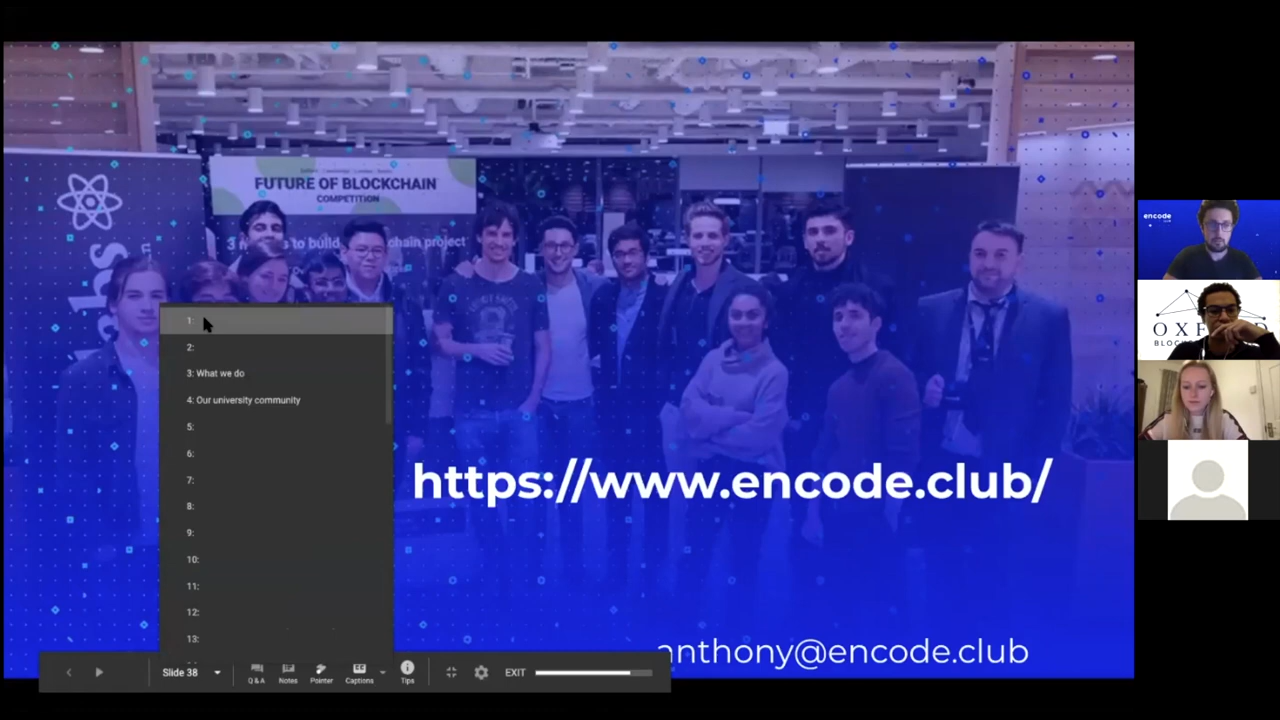 FUTURE OF BLOCKCHAIN
COMPETITION
1:
2:
3: What we do
4: Our university community
5:
6:
7:
8:
9:
10:
11:
12:
13:
https://www.encode.club/
anthony@encode.club
Slide 38
Q & A
Notes
Pointer
Captions
Tips
EXIT
encode